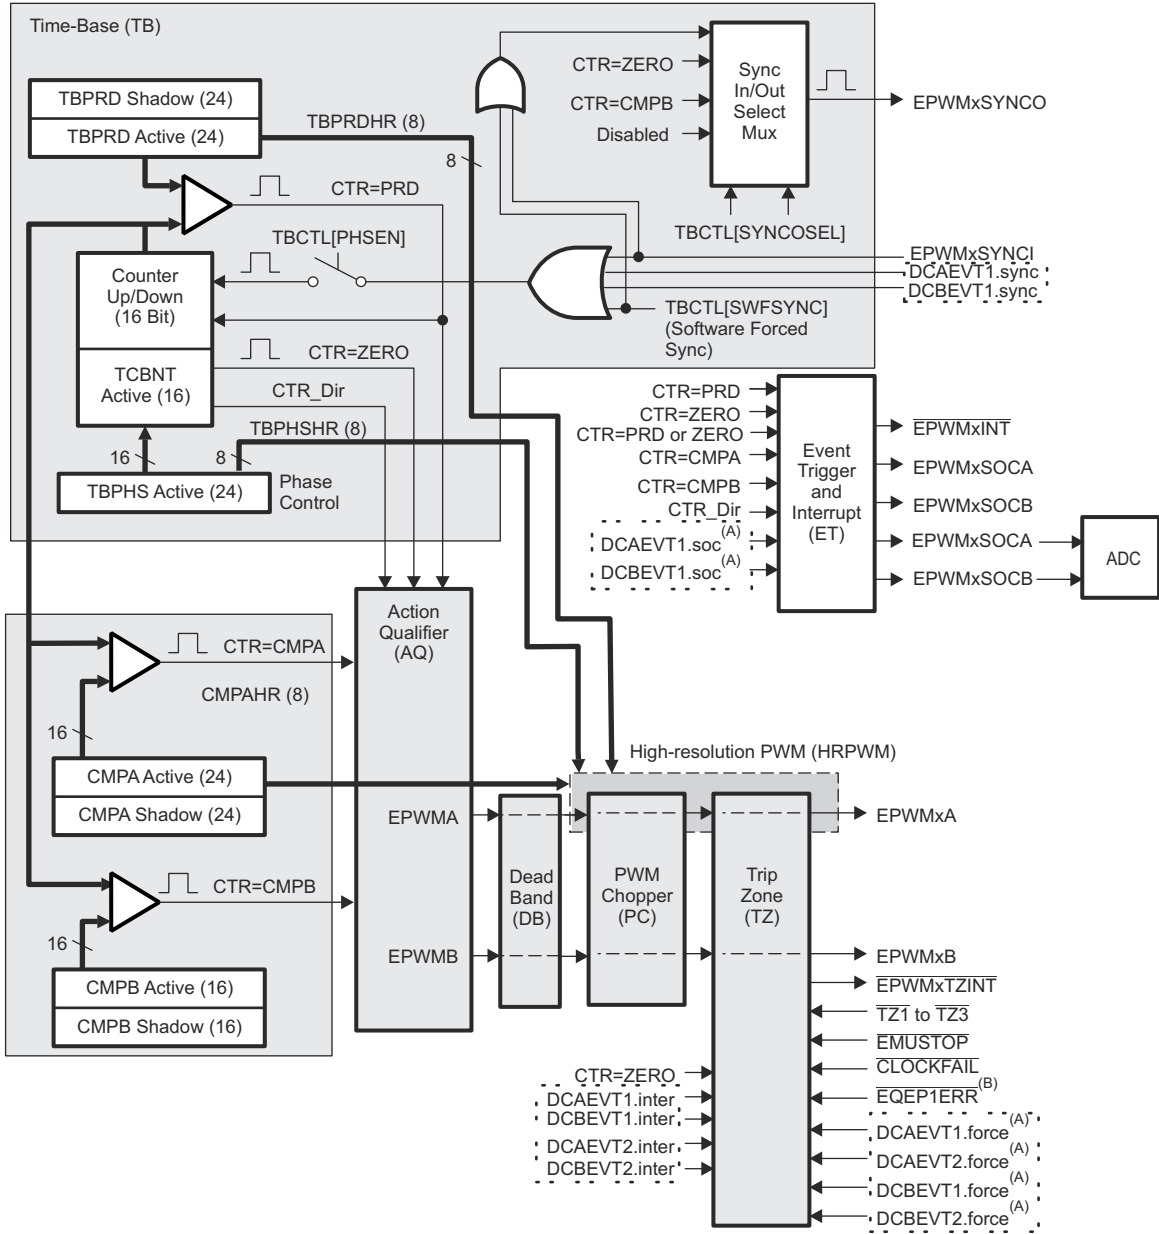 Time-Base (TB)
TBPRD Shadow (24)
TBPRD Active (24)
TBPRDHR (8)
8
CTR=PRD
TBCTL[PHSEN]
Counter
Up/Down
(16 Bit)
TCBNT
Active (16)
CTR=ZERO
CTR_Dir
TBPHSHR (8)
16
8
TBPHS Active (24)
Phase
Control
CTR=ZERO
CTR=CMPB
Disabled
Sync
In/Out
Select
Mux
EPWMxSYNCO
TBCTL[SYNCOSEL]
EPWMxSYNCI
DCAEVT1.sync
DCBEVT1.sync
TBCTL[SWFSYNC]
(Software Forced
Sync)
CTR=PRD
CTR=ZERO
CTR=PRD or ZERO
CTR=CMPA
CTR=CMPB
CTR_Dir
DCAEVT1.soc(A)
DCBEVT1.soc(A)
Event
Trigger
and
Interrupt
(ET)
EPWMxINT
EPWMxSOCA
EPWMxSOCB
EPWMxSOCA
EPWMxSOCB
ADC
Action
Qualifier
(AQ)
CTR=CMPA
CMPAHR (8)
16
CMPA Active (24)
CMPA Shadow (24)
CTR=CMPB
16
CMPB Active (16)
CMPB Shadow (16)
EPWMA
EPWMB
High-resolution PWM (HRPWM)
Dead
Band
(DB)
PWM
Chopper
(PC)
Trip
Zone
(TZ)
EPWMxA
EPWMxB
EPWMxTZINT
TZ1 to TZ3
EMUSTOP
CLOCKFAIL
EQEP1ERR(B)
DCAEVT1.force(A)
DCAEVT2.force(A)
DCBEVT1.force(A)
DCBEVT2.force(A)
CTR=ZERO
DCAEVT1.inter
DCBEVT1.inter
DCAEVT2.inter
DCBEVT2.inter